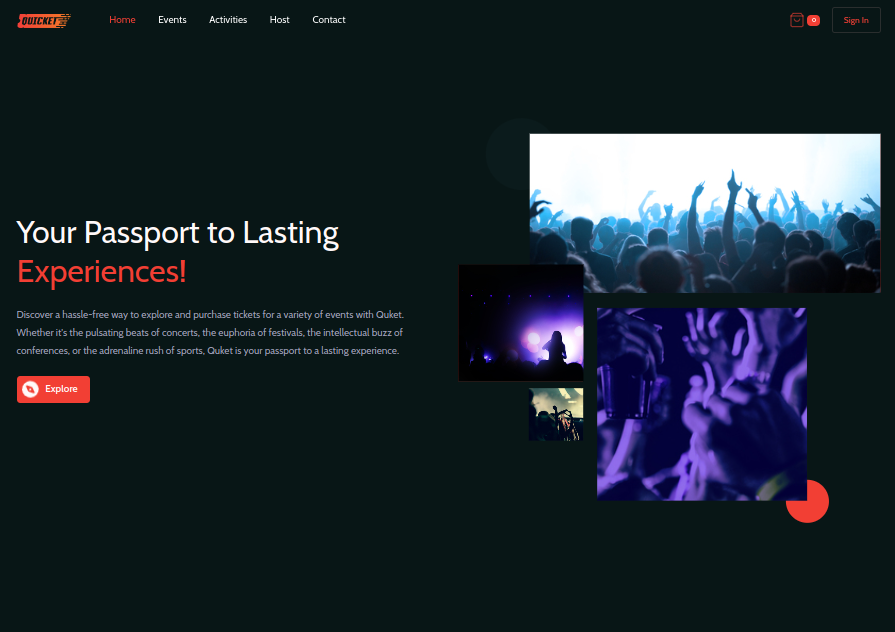 QUICKET
Home Events Activities Host Contact
0
Sign In
Your Passport to Lasting
Experiences!
Discover a hassle-free way to explore and purchase tickets for a variety of events with Quket.
Whether it's the pulsating beats of concerts, the euphoria of festivals, the intellectual buzz of
conferences, or the adrenaline rush of sports, Quket is your passport to a lasting experience.
Explore